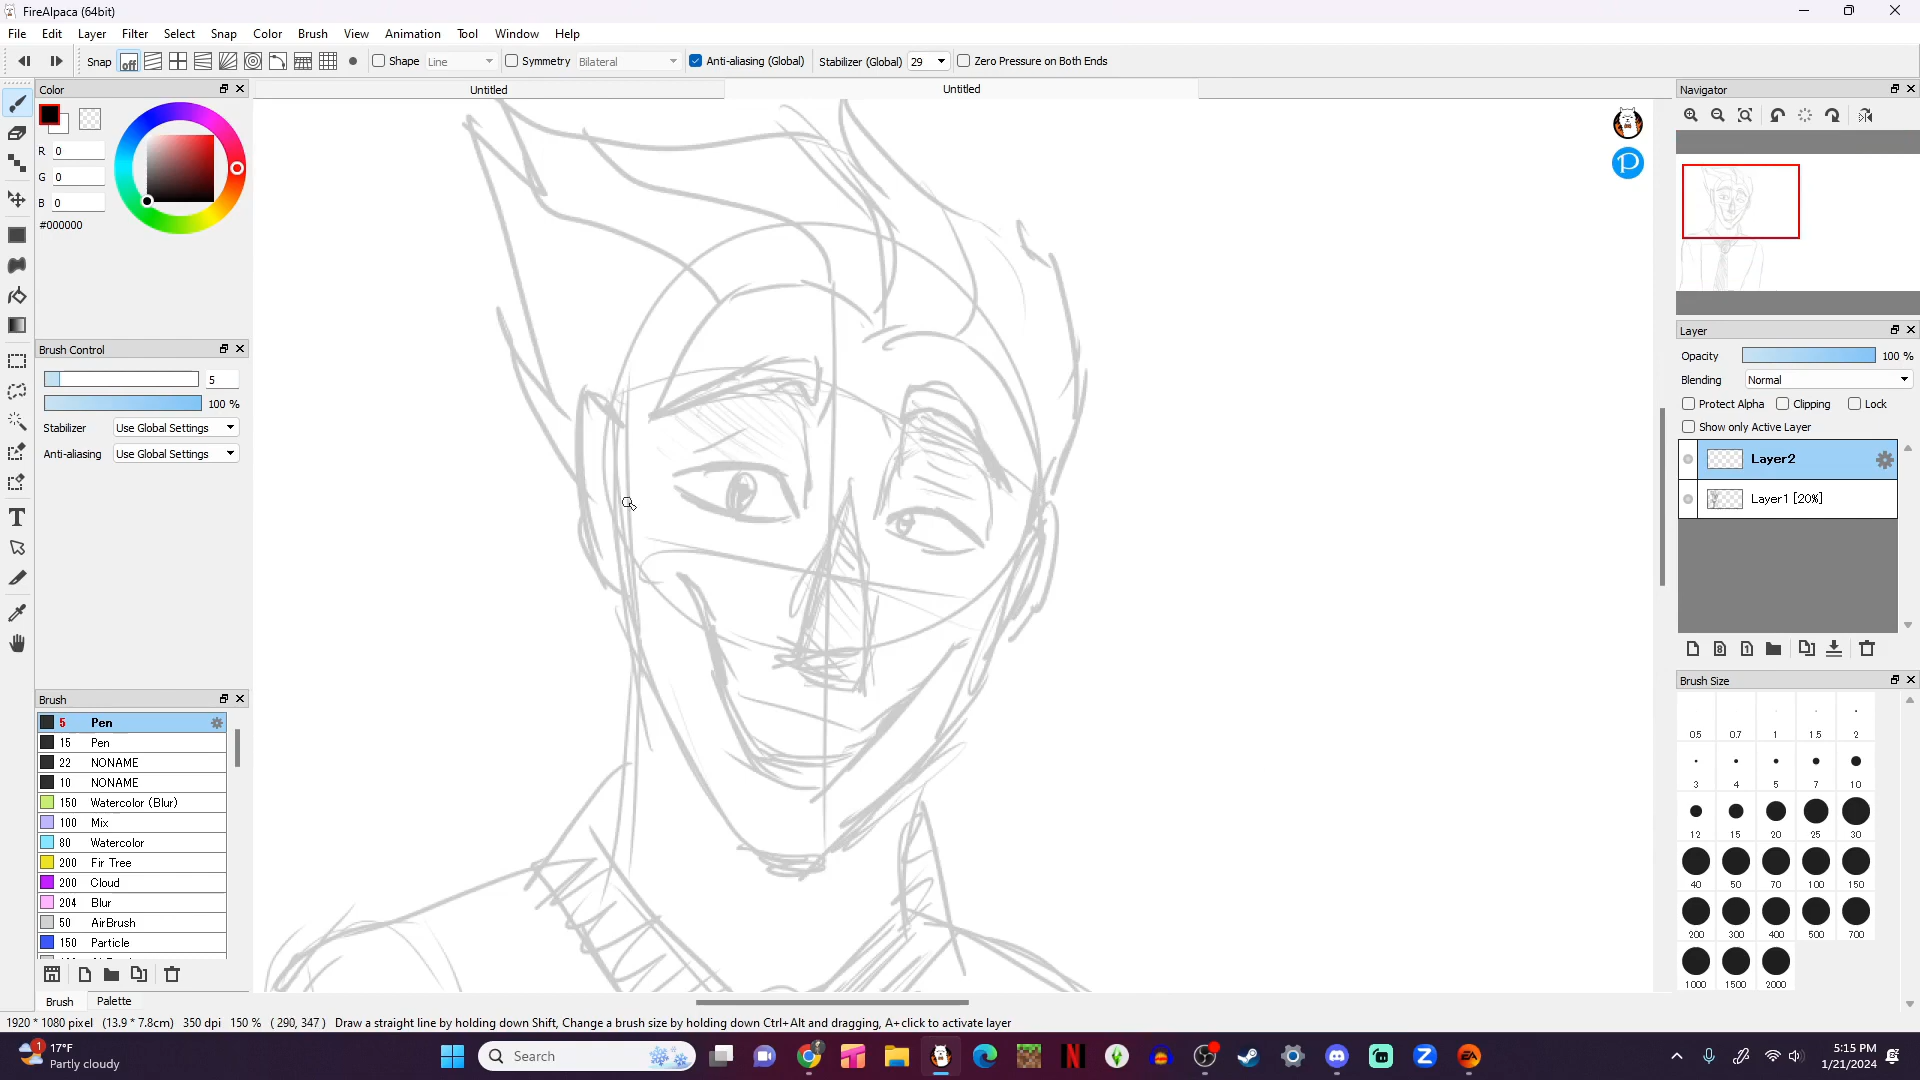 FireAlpaca (64bit)
File Edit Layer Filter Select Snap Color Brush View Animation Tool Window Help
Snap off Shape Line Symmetry Bilateral Anti-aliasing (Global) Stabilizer (Global) 29 Zero Pressure on Both Ends
Color
R 0
G 0
B 0
#000000
Brush Control
5
100 %
Stabilizer Use Global Settings
Anti-aliasing Use Global Settings
Brush
5 Pen
15 Pen
22 NONAME
10 NONAME
150 Watercolor (Blur)
100 Mix
80 Watercolor
200 Fir Tree
200 Cloud
204 Blur
50 AirBrush
150 Particle
Brush Palette
Untitled Untitled
Navigator
Layer
Opacity 100 %
Blending Normal
Protect Alpha Clipping Lock
Show only Active Layer
Layer2
Layer1 [20%]
Brush Size
0.5 0.7 1 1.5 2
3 4 5 7 10
12 15 20 25 30
40 50 70 100 150
200 300 400 500 700
1000 1500 2000
1920 * 1080 pixel (13.9 * 7.8cm) 350 dpi 150 % ( 290, 347 ) Draw a straight line by holding down Shift, Change a brush size by holding down Ctrl+Alt and dragging, A+click to activate layer
1
17°F
Partly cloudy
Search
5:15 PM
1/21/2024